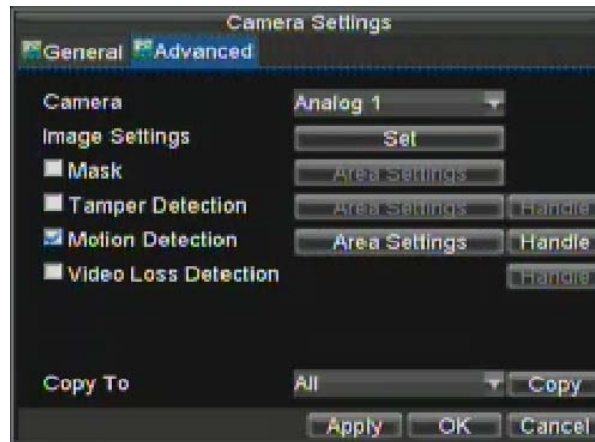 Camera Settings
General Advanced
Camera Analog 1
Image Settings Set
Mask Area Settings
Tamper Detection Area Settings Handle
Motion Detection Area Settings Handle
Video Loss Detection Handle
Copy To All Copy
Apply OK Cancel